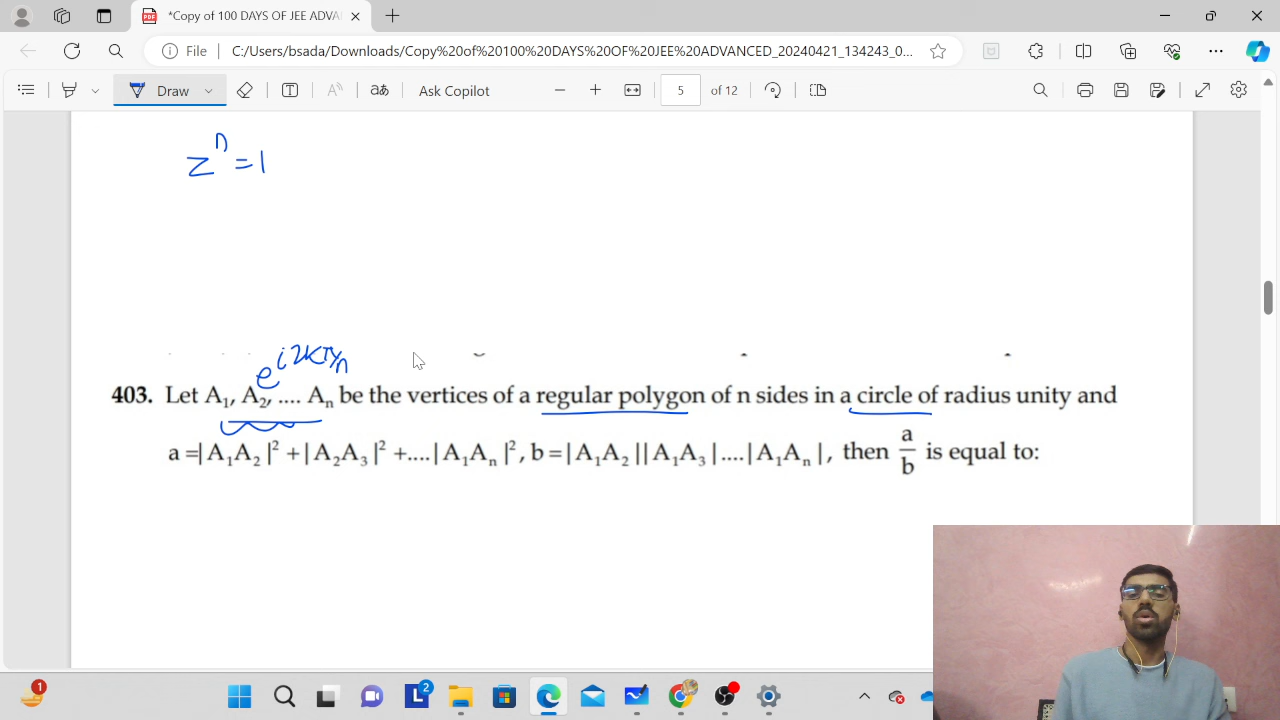 *Copy of 100 DAYS OF JEE ADVA
File C:/Users/bsada/Downloads/Copy%20of%20100%20DAYS%20OF%20JEE%20ADVANCED_20240421_134243_0...
Draw Ask Copilot 5 of 12
zⁿ = 1
e^{i2kπ/n}
403. Let A₁, A₂, .... Aₙ be the vertices of a regular polygon of n sides in a circle of radius unity and
a =| A₁A₂ |² + | A₂A₃ |² +....| A₁Aₙ |², b = | A₁A₂ || A₁A₃ |....| A₁Aₙ |, then a/b is equal to:
1
2